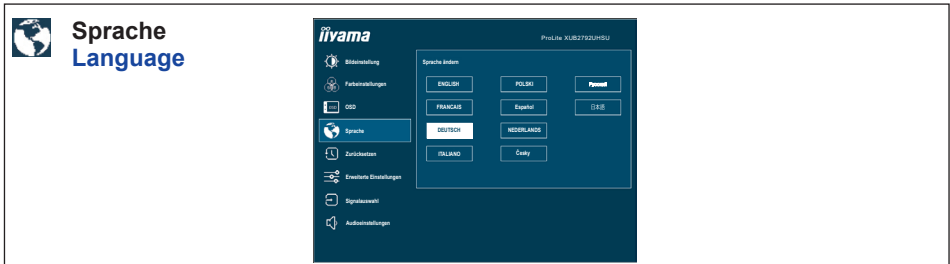 Sprache
Language
iiyama
ProLite XUB2792UHSU
Bildeinstellung
Farbeinstellungen
OSD
OSD
Sprache
Zurücksetzen
Erweiterte Einstellungen
Signalauswahl
Audioeinstellungen
Sprache ändern
ENGLISH
POLSKI
Русский
FRANCAIS
Español
日本語
DEUTSCH
NEDERLANDS
ITALIANO
Česky